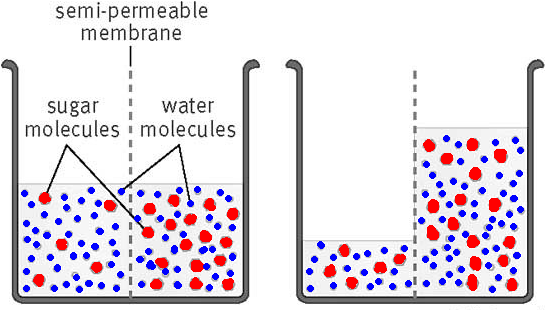 semi-permeable
membrane
sugar
molecules
water
molecules